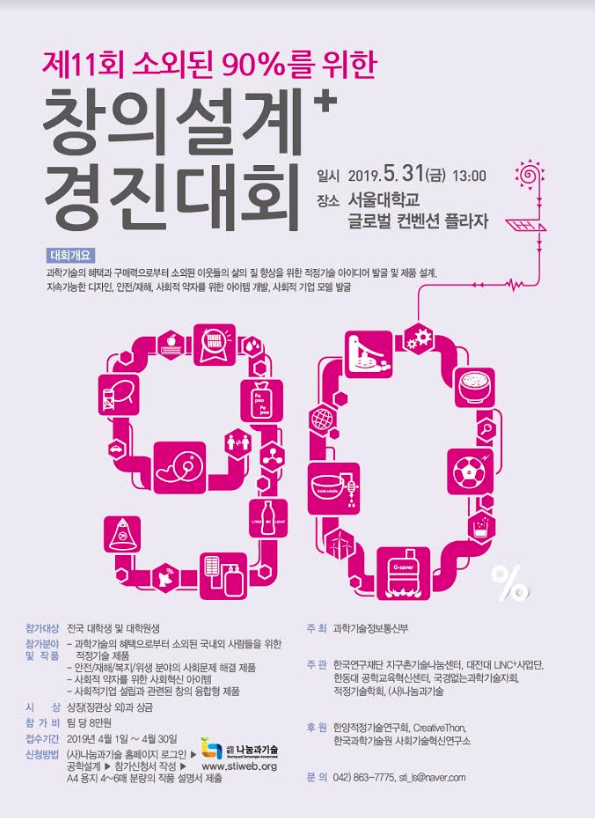 제11회 소외된 90%를 위한
창의설계+
경진대회
일시 2019. 5. 31(금) 13:00
장소 서울대학교
글로벌 컨벤션 플라자
대회개요
과학기술의 혜택과 구매력으로부터 소외된 이웃들의 삶의 질 향상을 위한 적정기술 아이디어 발굴 및 제품 설계,
지속가능한 디자인, 안전/재해, 사회적 약자를 위한 아이템 개발, 사회적 기업 모델 발굴
Pe
poo
Pe
poo
LITER OF LIGHT
G-saver
%
참가대상 전국 대학생 및 대학원생
참가분야 및 작품 - 과학기술의 혜택으로부터 소외된 국내외 사람들을 위한
적정기술 제품
- 안전/재해/복지/위생 분야의 사회문제 해결 제품
- 사회적 약자를 위한 사회혁신 아이템
- 사회적기업 설립과 관련된 창의 융합형 제품
시 상 상장(장관상 외)과 상금
참 가 비 팀 당 8만원
접수기간 2019년 4월 1일 ~ 4월 30일
신청방법 (사)나눔과기술 홈페이지 로그인 ▶
공학설계 ▶ 참가신청서 작성 ▶
A4 용지 4~6매 분량의 작품 설명서 제출
나눔과기술
www.stiweb.org
주 최 과학기술정보통신부
주 관 한국연구재단 지구촌기술나눔센터, 대전대 LINC+사업단,
한동대 공학교육혁신센터, 국경없는과학기술자회,
적정기술학회, (사)나눔과기술
후 원 한양적정기술연구회, CreativeThon,
한국과학기술원 사회기술혁신연구소
문 의 042) 863-7775, sti_ls@naver.com